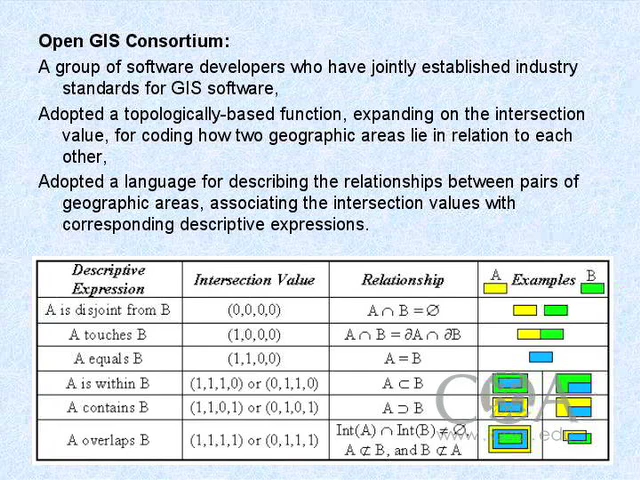 Open GIS Consortium:
A group of software developers who have jointly established industry
standards for GIS software,
Adopted a topologically-based function, expanding on the intersection
value, for coding how two geographic areas lie in relation to each
other,
Adopted a language for describing the relationships between pairs of
geographic areas, associating the intersection values with
corresponding descriptive expressions.
Descriptive
Expression
Intersection Value
Relationship
A Examples B
A is disjoint from B (0,0,0,0) A ∩ B = ∅
A touches B (1,0,0,0) A ∩ B = ∂A ∩ ∂B
A equals B (1,1,0,0) A = B
A is within B (1,1,1,0) or (0,1,1,0) A ⊂ B
A contains B (1,1,0,1) or (0,1,0,1) A ⊃ B
A overlaps B (1,1,1,1) or (0,1,1,1) Int(A) ∩ Int(B) ≠ ∅,
A ⊄ B, and B ⊄ A